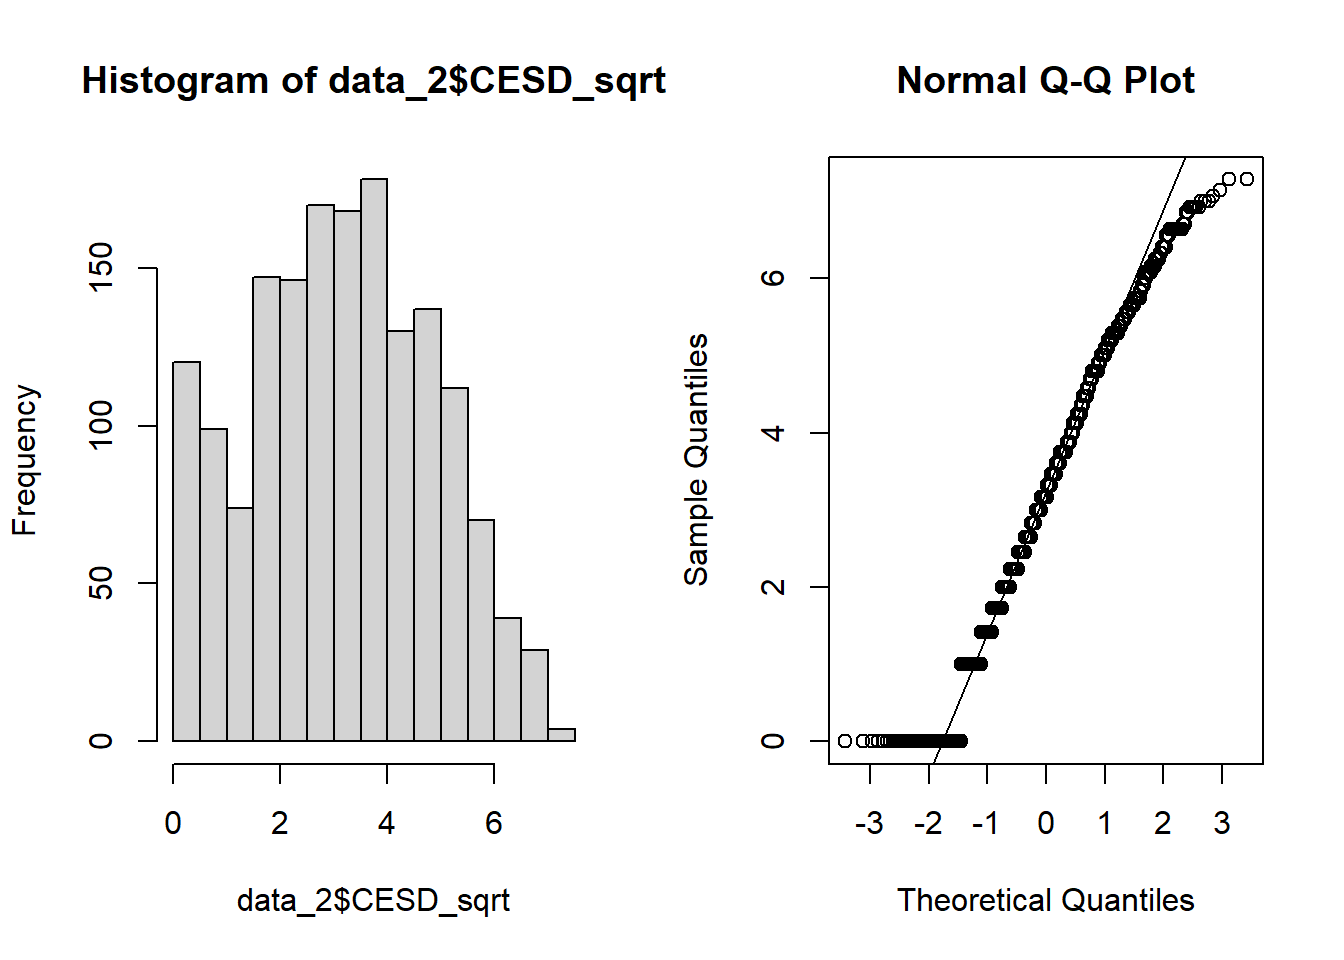 Histogram of data_2$CESD_sqrt
Frequency
0
50
100
150
0 2 4 6
data_2$CESD_sqrt
Normal Q-Q Plot
Sample Quantiles
0
2
4
6
-3 -2 -1 0 1 2 3
Theoretical Quantiles